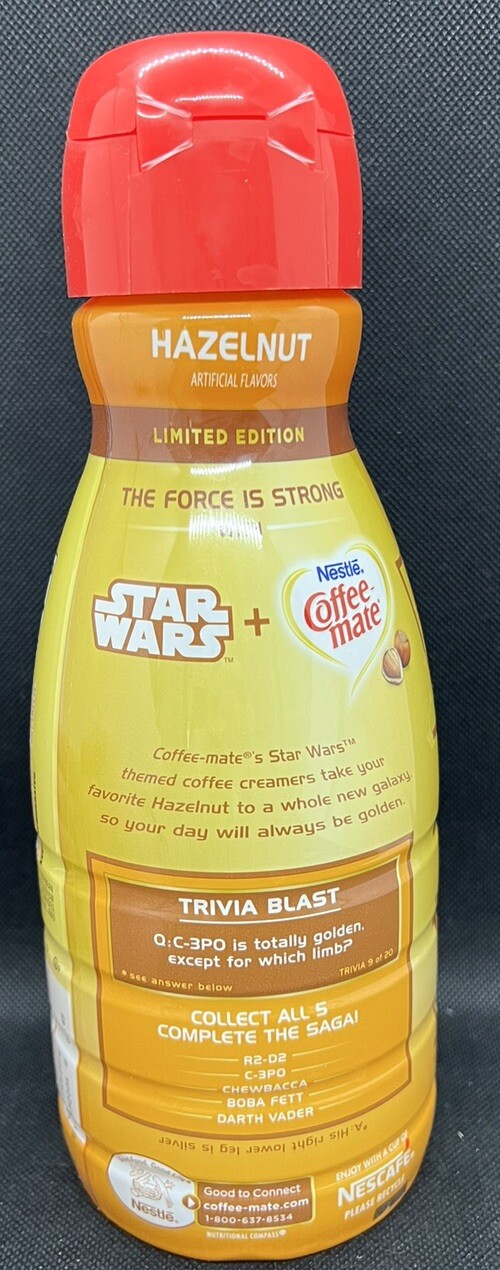 HAZELNUT
ARTIFICIAL FLAVORS
LIMITED EDITION
THE FORCE IS STRONG
STAR
WARS™
+
Nestlé®
Coffee-
mate®
Coffee-mate®'s Star Wars™
themed coffee creamers take your
favorite Hazelnut to a whole new galaxy,
so your day will always be golden.
TRIVIA BLAST
Q: C-3PO is totally golden,
except for which limb?
* see answer below
TRIVIA 9 of 20
COLLECT ALL 5
COMPLETE THE SAGA!
R2-D2
C-3PO
CHEWBACCA
BOBA FETT
DARTH VADER
*A: His right lower leg is silver
Nestlé®
Good to Connect
coffee-mate.com
1-800-637-8534
NUTRITIONAL COMPASS®
ENJOY WITH A CUP OF
NESCAFÉ®
PLEASE RECYCLE